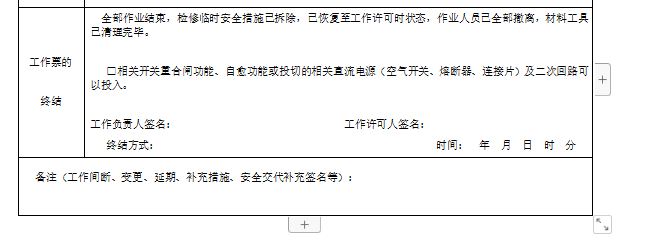 全部作业结束，检修临时安全措施已拆除，已恢复至工作许可时状态，作业人员已全部撤离，材料工具
已清理完毕。
工作票的
终结
□相关开关重合闸功能、自愈功能或投切的相关直流电源（空气开关、熔断器、连接片）及二次回路可
以投入。
工作负责人签名： 工作许可人签名：
终结方式： 时间： 年 月 日 时 分
备注（工作间断、变更、延期、补充措施、安全交代补充签名等）：